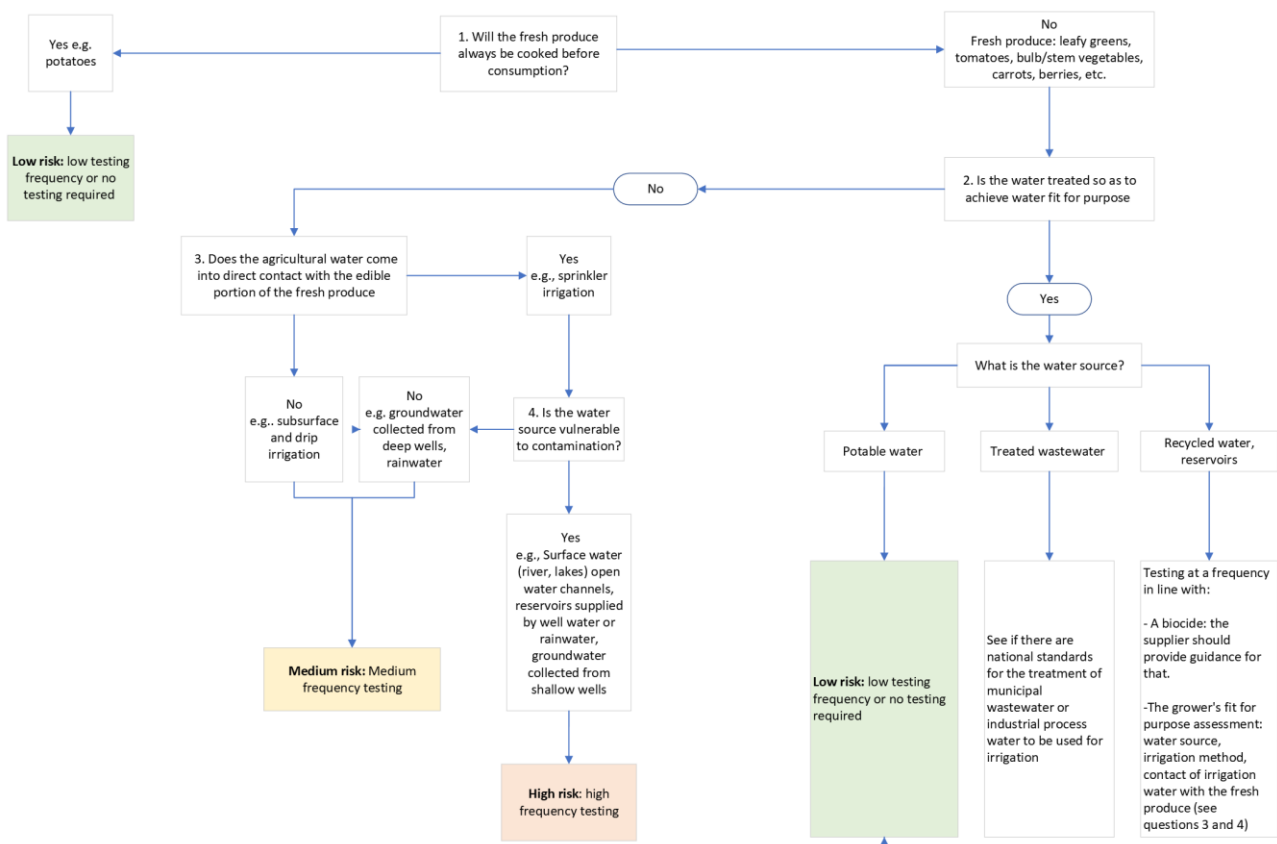 Yes e.g.
potatoes
1. Will the fresh produce
always be cooked before
consumption?
No
Fresh produce: leafy greens,
tomatoes, bulb/stem vegetables,
carrots, berries, etc.
Low risk: low testing
frequency or no
testing required
No
2. Is the water treated so as to
achieve water fit for purpose
3. Does the agricultural water come
into direct contact with the edible
portion of the fresh produce
Yes
e.g., sprinkler
irrigation
Yes
What is the water source?
No
e.g.. subsurface
and drip
irrigation
No
e.g. groundwater
collected from
deep wells,
rainwater
4. Is the water
source vulnerable
to contamination?
Potable water
Treated wastewater
Recycled water,
reservoirs
Yes
e.g., Surface water
(river, lakes) open
water channels,
reservoirs supplied
by well water or
rainwater,
groundwater
collected from
shallow wells
Medium risk: Medium
frequency testing
High risk: high
frequency testing
Low risk: low testing
frequency or no testing
required
See if there are
national standards
for the treatment of
municipal
wastewater or
industrial process
water to be used for
irrigation
Testing at a frequency
in line with:
- A biocide: the
supplier should
provide guidance for
that.
-The grower's fit for
purpose assessment:
water source,
irrigation method,
contact of irrigation
water with the fresh
produce (see
questions 3 and 4)